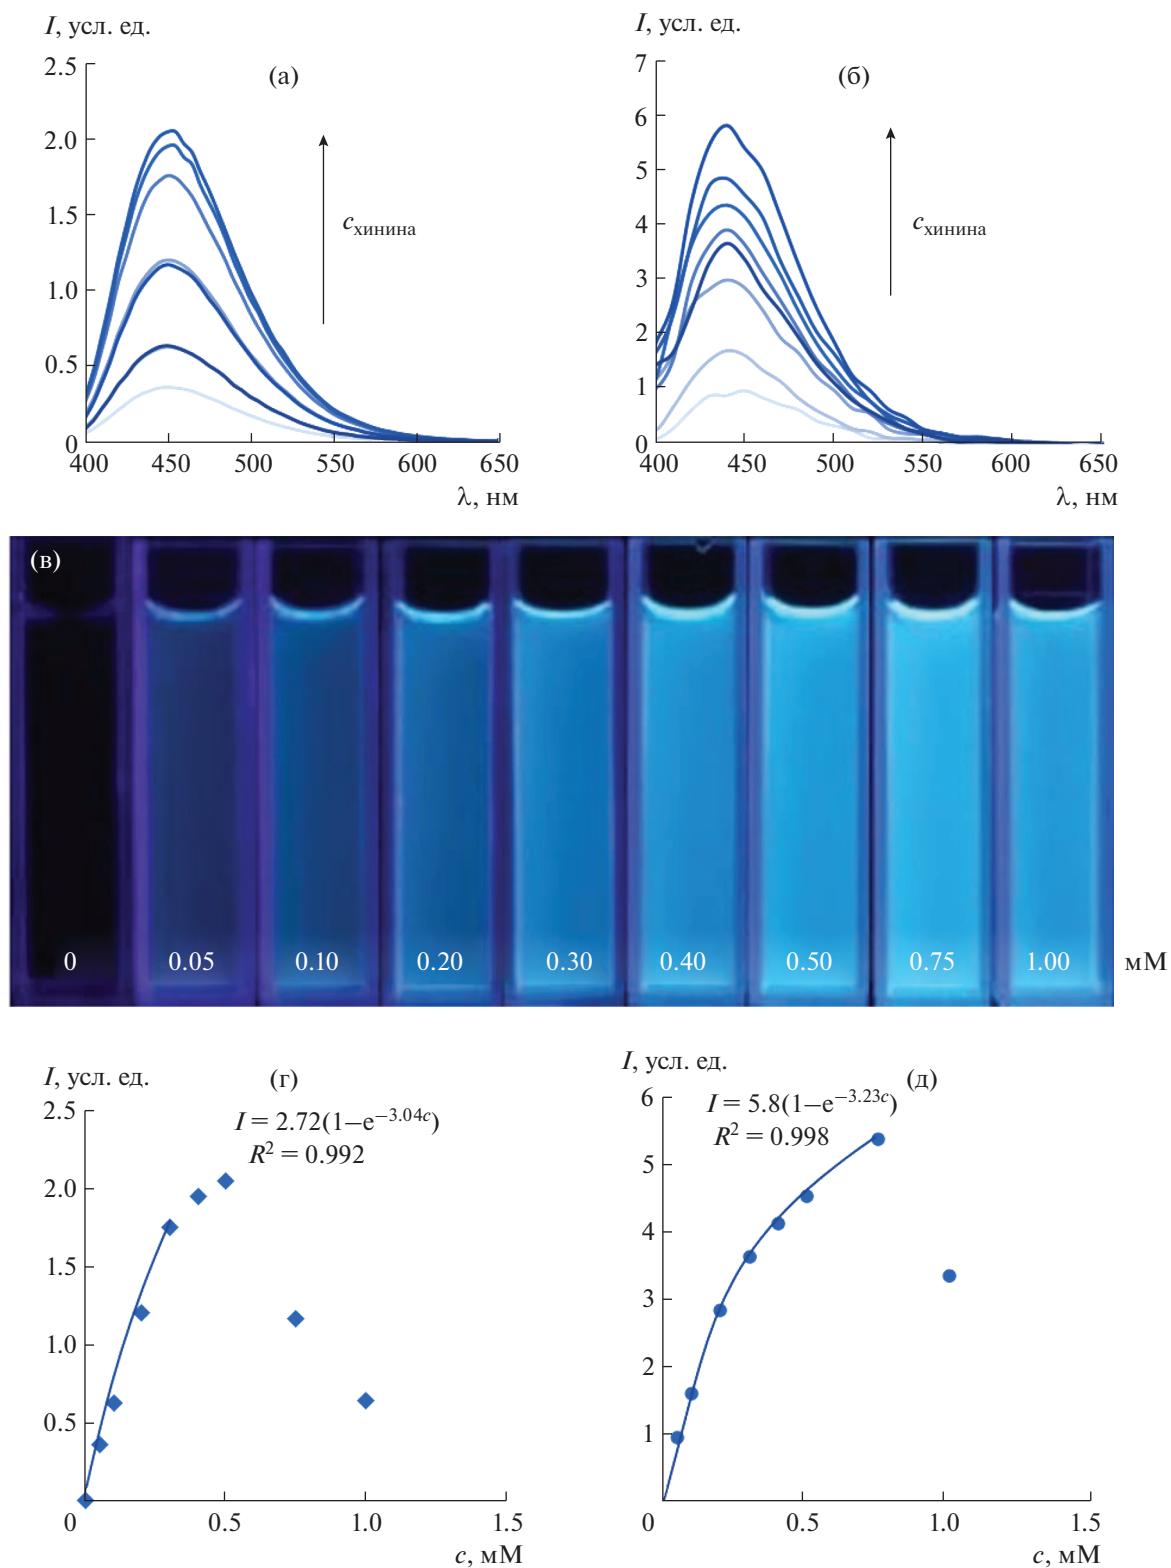 I, усл. ед.
(а)
2.5
2.0
1.5
1.0
0.5
0
400 450 500 550 600 650
λ, нм
cхинина
I, усл. ед.
(б)
7
6
5
4
3
2
1
0
400 450 500 550 600 650
λ, нм
cхинина
(в)
0 0.05 0.10 0.20 0.30 0.40 0.50 0.75 1.00 мМ
I, усл. ед.
(г)
I = 2.72(1–e–3.04c)
R2 = 0.992
2.5
2.0
1.5
1.0
0.5
0 0.5 1.0 1.5
c, мМ
I, усл. ед.
(д)
I = 5.8(1–e–3.23c)
R2 = 0.998
6
5
4
3
2
1
0 0.5 1.0 1.5
c, мМ